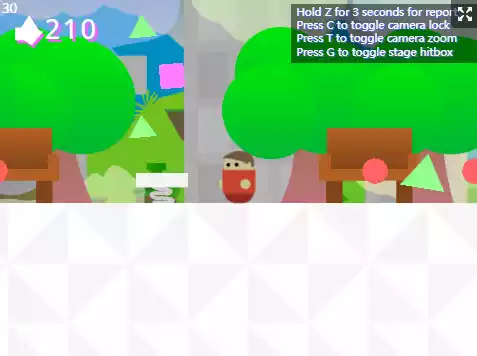 30
210
Hold Z for 3 seconds for report
Press C to toggle camera lock
Press T to toggle camera zoom
Press G to toggle stage hitbox